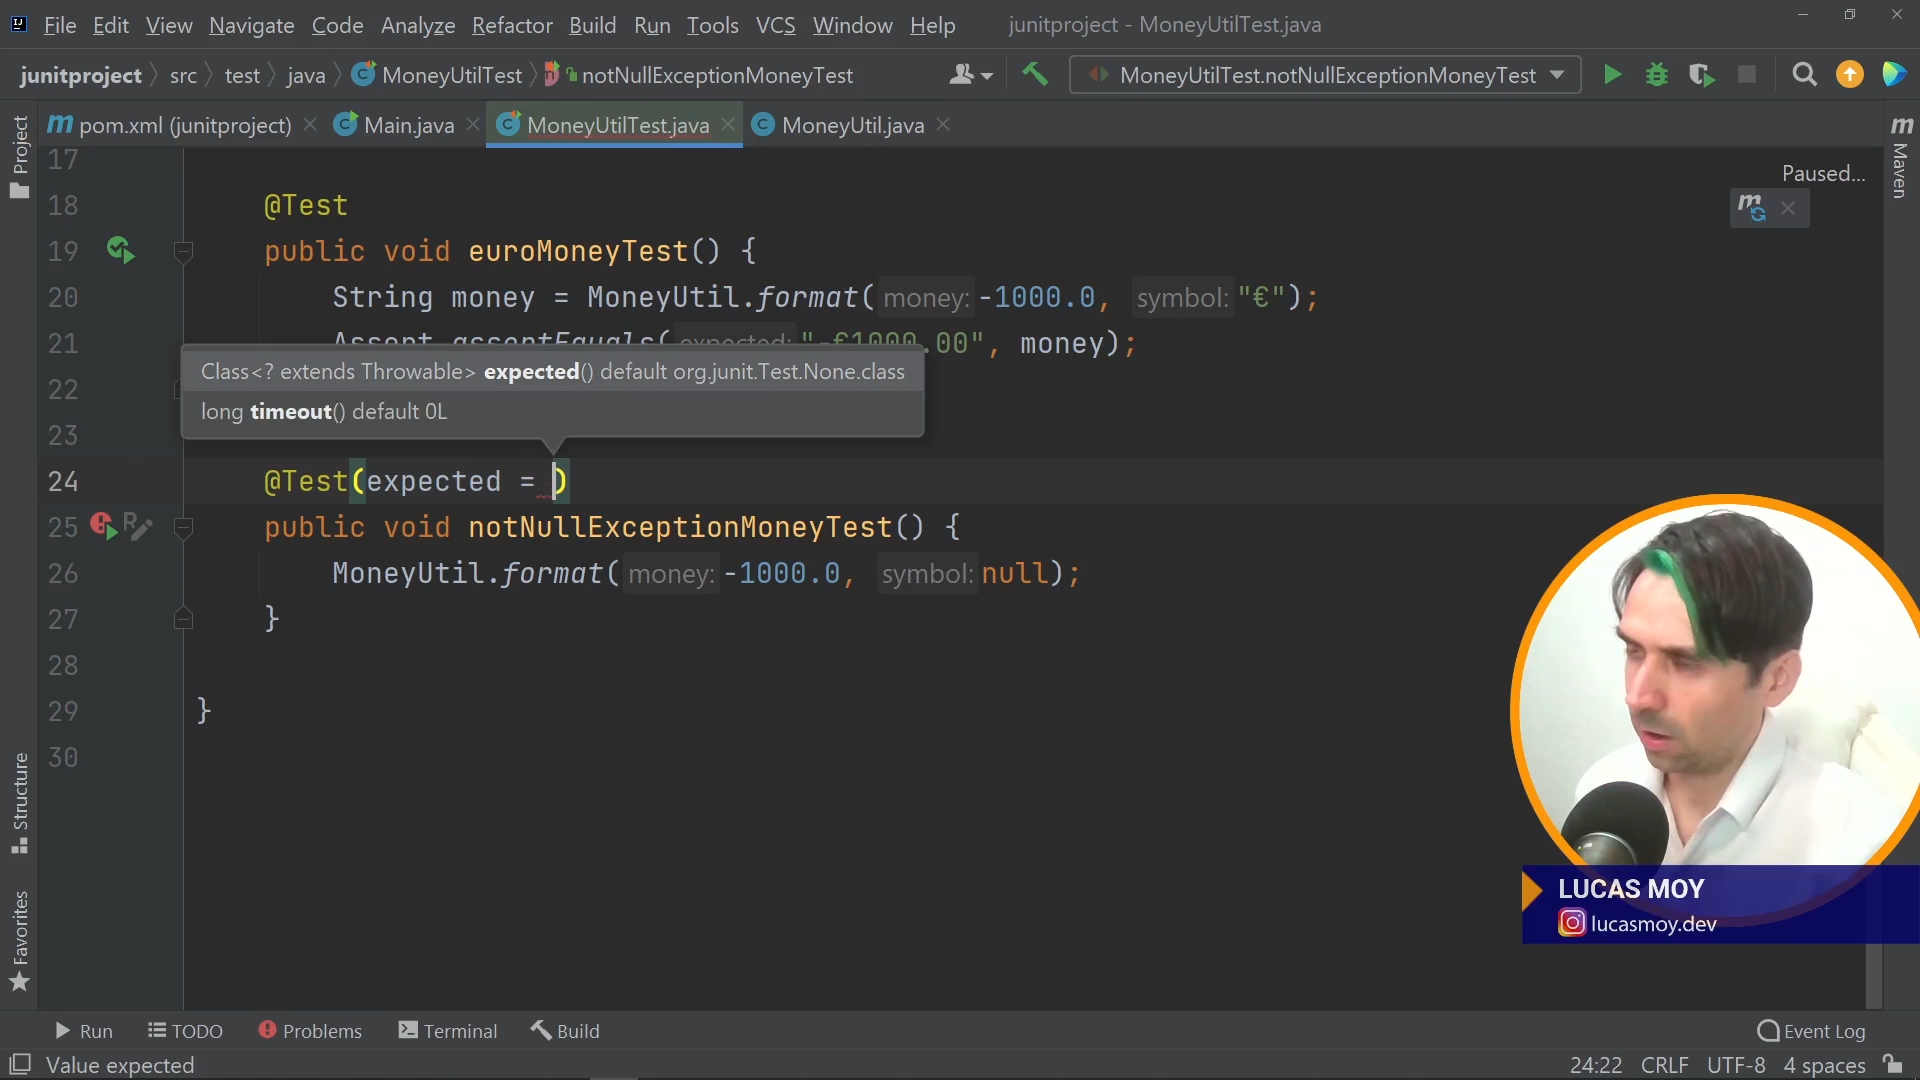 File Edit View Navigate Code Analyze Refactor Build Run Tools VCS Window Help junitproject - MoneyUtilTest.java
junitproject src test java MoneyUtilTest notNullExceptionMoneyTest MoneyUtilTest.notNullExceptionMoneyTest
pom.xml (junitproject) Main.java MoneyUtilTest.java MoneyUtil.java
Project
Maven
Paused...
17
18 @Test
19 public void euroMoneyTest() {
20 String money = MoneyUtil.format( money: -1000.0, symbol: "€");
21 Assert.assertEquals( expected: "-€1000.00", money);
Class<? extends Throwable> expected() default org.junit.Test.None.class
22
long timeout() default 0L
23
24 @Test(expected = )
25 public void notNullExceptionMoneyTest() {
26 MoneyUtil.format( money: -1000.0, symbol: null);
27 }
28
29 }
30
Structure
Favorites
LUCAS MOY
lucasmoy.dev
Run TODO Problems Terminal Build Event Log
Value expected 24:22 CRLF UTF-8 4 spaces